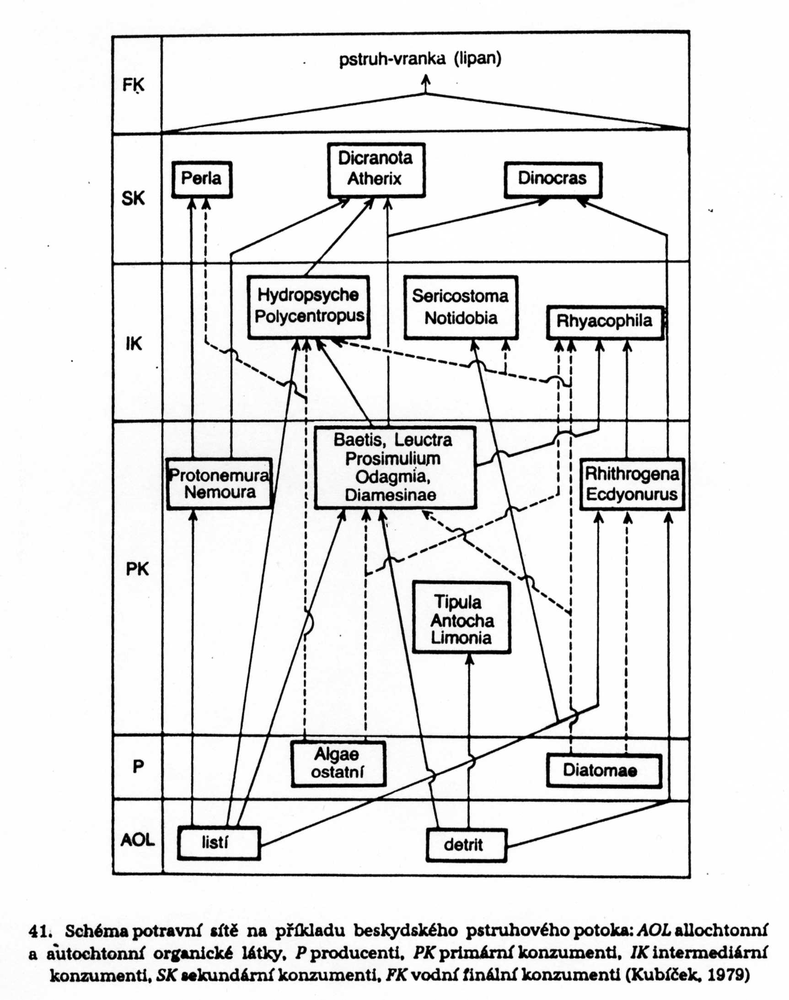 pstruh-vranka (lipan)
FK
Dicranota
Atherix
Perla
Dinocras
SK
Hydropsyche
Polycentropus
Sericostoma
Notidobia
Rhyacophila
IK
Baetis, Leuctra
Prosimulium
Odagmia,
Diamesinae
Protonemura
Nemoura
Rhithrogena
Ecdyonurus
PK
Tipula
Antocha
Limonia
Algae
ostatní
P
Diatomae
AOL
listí
detrit
41. Schéma potravní sítě na příkladu beskydského pstruhového potoka: AOL allochtonní
a autochtonní organické látky, P producenti, PK primární konzumenti, IK intermediární
konzumenti, SK sekundární konzumenti, FK vodní finální konzumenti (Kubíček, 1979)